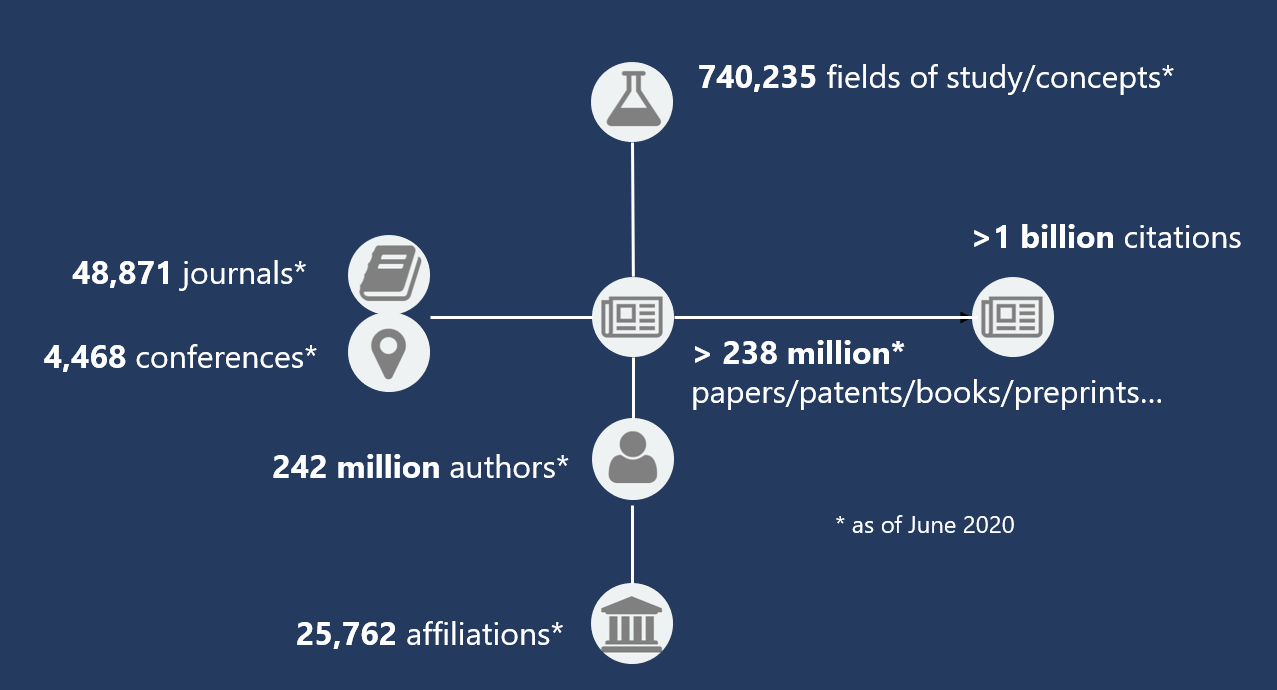 740,235 fields of study/concepts*
>1 billion citations
48,871 journals*
4,468 conferences*
> 238 million*
papers/patents/books/preprints...
242 million authors*
* as of June 2020
25,762 affiliations*